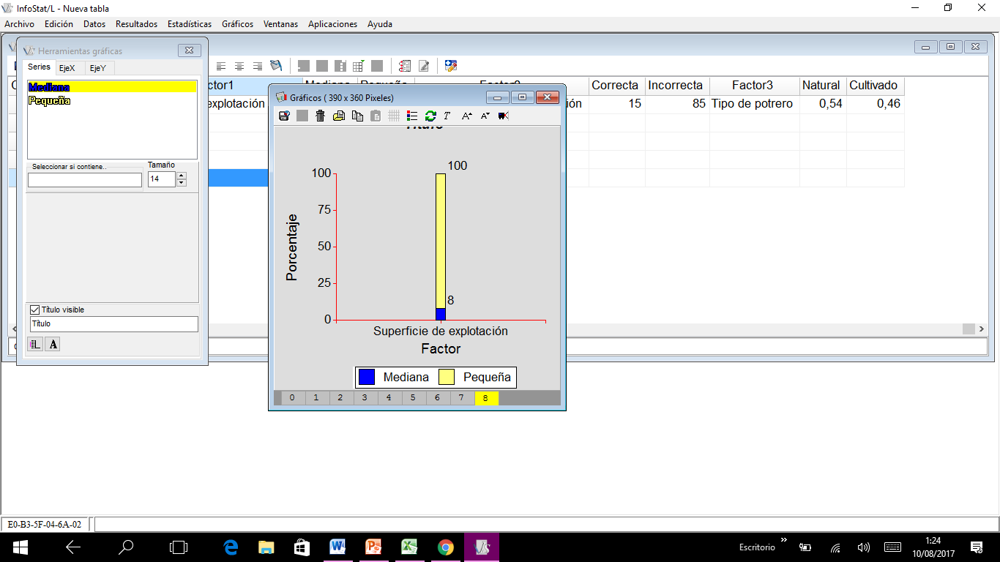 InfoStat/L - Nueva tabla
Archivo Edición Datos Resultados Estadísticas Gráficos Ventanas Aplicaciones Ayuda
Herramientas gráficas
Series EjeX EjeY
Mediana
Pequeña
Seleccionar si contiene..
Tamaño
14
Título visible
Título
A
Correcta Incorrecta Factor3 Natural Cultivado
explotación 15 85 Tipo de potrero 0,54 0,46
Gráficos ( 390 x 360 Pixeles)
Título
100
100
75
50
25
0
8
Porcentaje
Superficie de explotación
Factor
Mediana Pequeña
0 1 2 3 4 5 6 7 8
E0-B3-5F-04-6A-02
Escritorio
1:24
10/08/2017